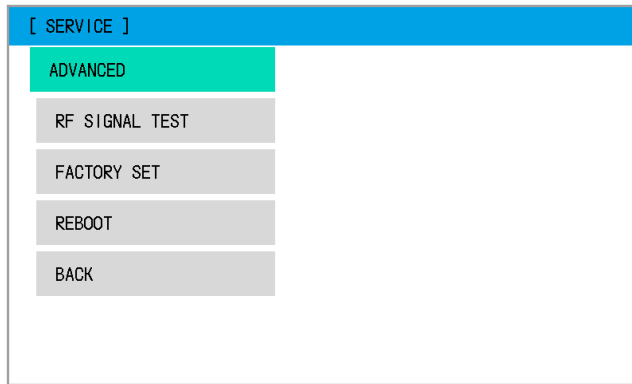 [ SERVICE ]
ADVANCED
RF SIGNAL TEST
FACTORY SET
REBOOT
BACK